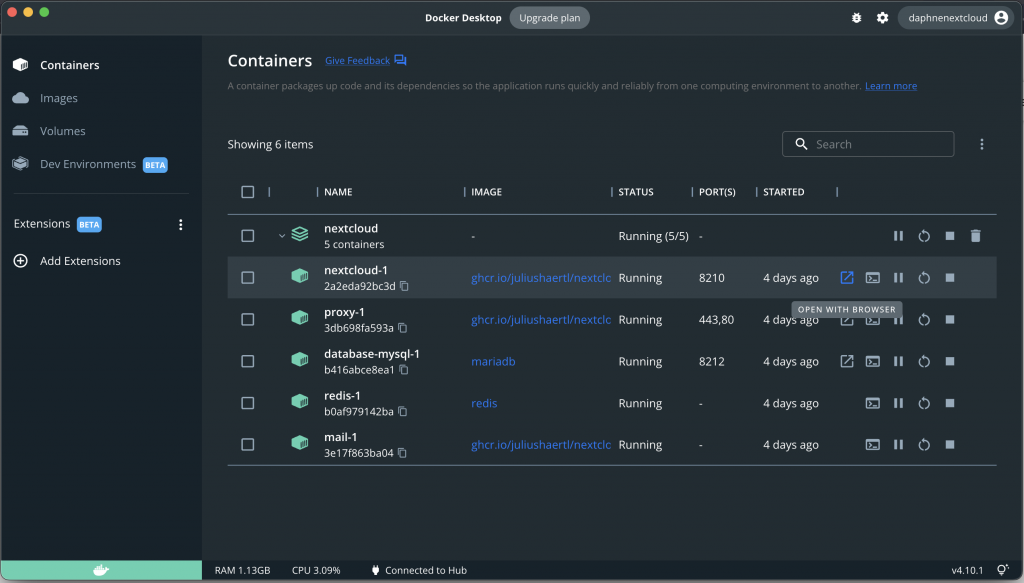 Docker Desktop Upgrade plan daphnenextcloud
Containers
Images
Volumes
Dev Environments BETA
Extensions BETA
Add Extensions
Containers Give Feedback
A container packages up code and its dependencies so the application runs quickly and reliably from one computing environment to another. Learn more
Showing 6 items Search
NAME IMAGE STATUS PORT(S) STARTED
nextcloud
5 containers - Running (5/5) -
nextcloud-1
2a2eda92bc3d ghcr.io/juliushaertl/nextclc Running 8210 4 days ago
OPEN WITH BROWSER
proxy-1
3db698fa593a ghcr.io/juliushaertl/nextclc Running 443,80 4 days ago
database-mysql-1
b416abce8ea1 mariadb Running 8212 4 days ago
redis-1
b0af979142ba redis Running - 4 days ago
mail-1
3e17f863ba04 ghcr.io/juliushaertl/nextclc Running - 4 days ago
RAM 1.13GB CPU 3.09% Connected to Hub v4.10.1